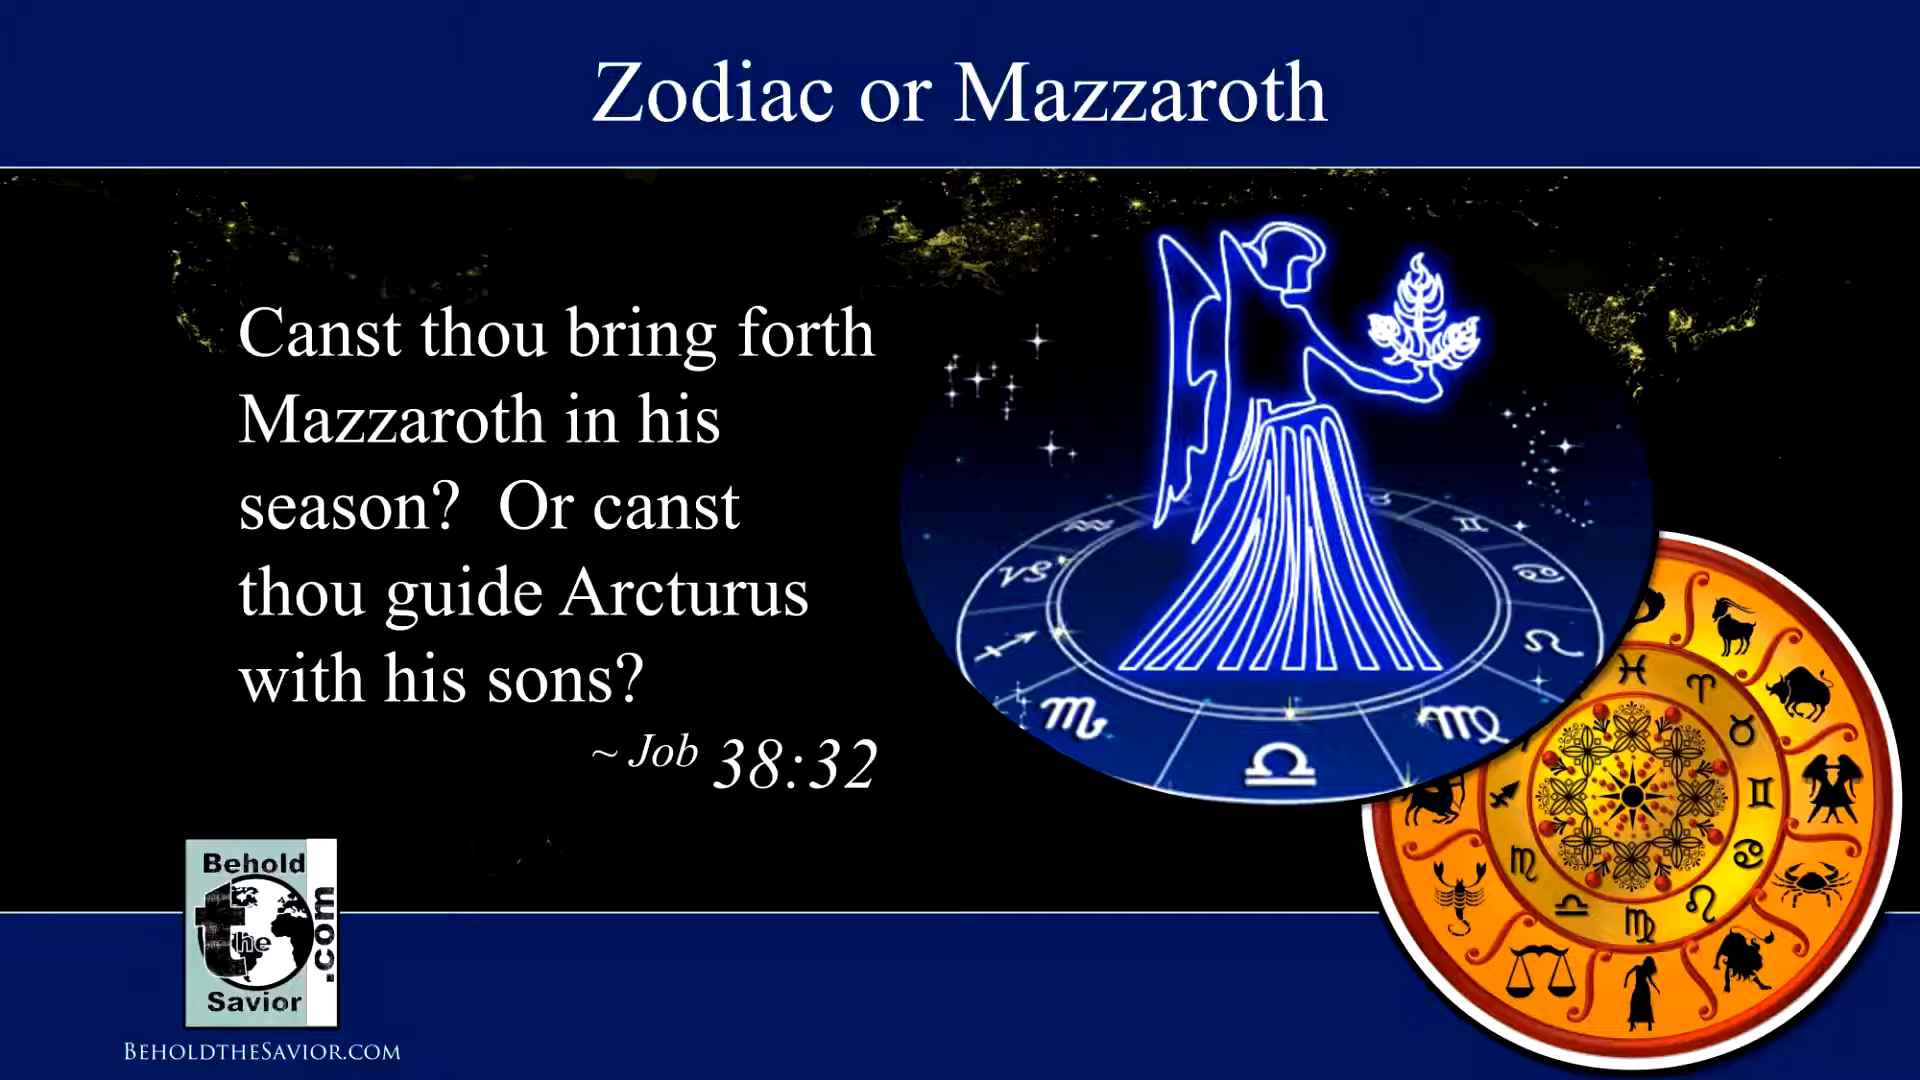 Zodiac or Mazzaroth
Canst thou bring forth
Mazzaroth in his
season? Or canst
thou guide Arcturus
with his sons?
~ Job 38:32
Behold
the
.com
Savior
BEHOLDTHESAVIOR.COM